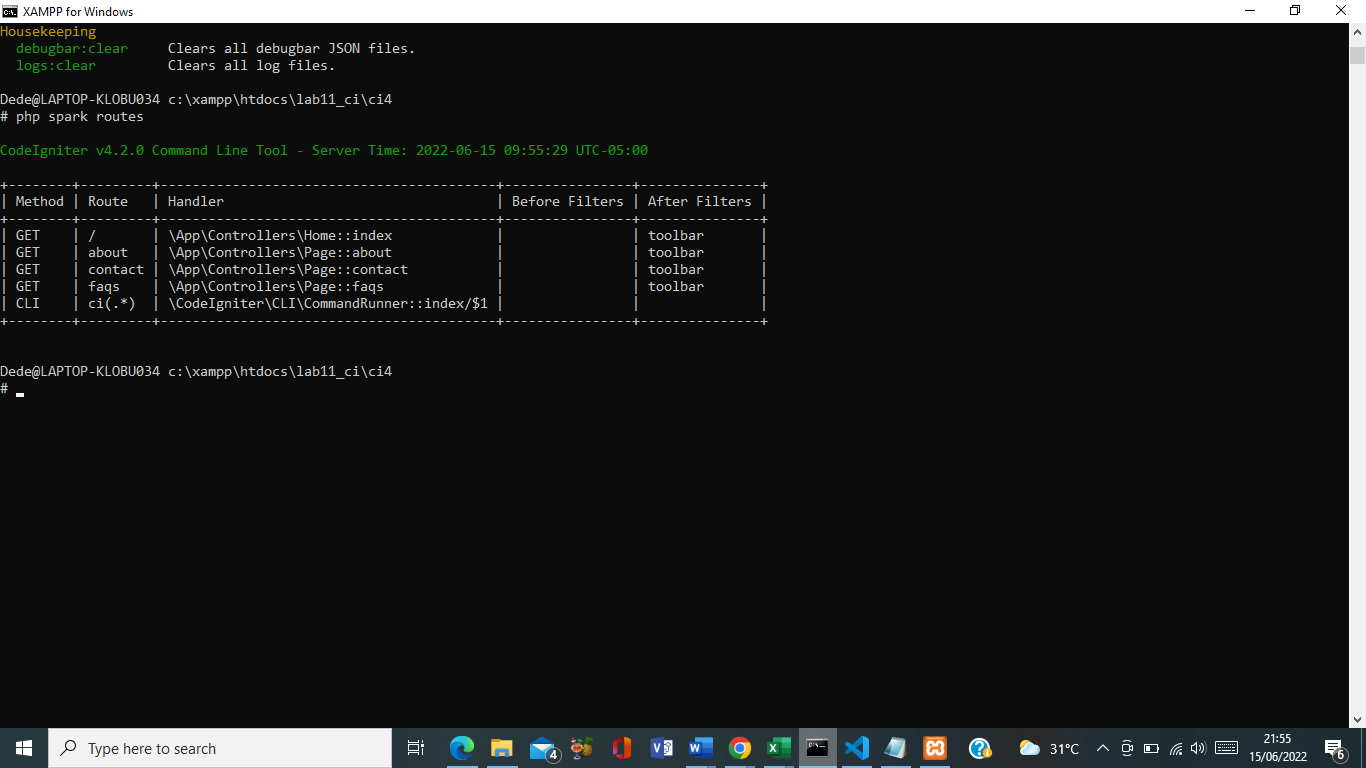 XAMPP for Windows
Housekeeping
  debugbar:clear     Clears all debugbar JSON files.
  logs:clear         Clears all log files.
Dede@LAPTOP-KLOBU034 c:\xampp\htdocs\lab11_ci\ci4
# php spark routes
CodeIgniter v4.2.0 Command Line Tool - Server Time: 2022-06-15 09:55:29 UTC-05:00
+--------+---------+------------------------------------------+----------------+---------------+
| Method | Route   | Handler                                  | Before Filters | After Filters |
+--------+---------+------------------------------------------+----------------+---------------+
| GET    | /       | \App\Controllers\Home::index             |                | toolbar       |
| GET    | about   | \App\Controllers\Page::about             |                | toolbar       |
| GET    | contact | \App\Controllers\Page::contact           |                | toolbar       |
| GET    | faqs    | \App\Controllers\Page::faqs              |                | toolbar       |
| CLI    | ci(.*)  | \CodeIgniter\CLI\CommandRunner::index/$1 |                |               |
+--------+---------+------------------------------------------+----------------+---------------+
Dede@LAPTOP-KLOBU034 c:\xampp\htdocs\lab11_ci\ci4
#
Type here to search
4
31°C
21:55
15/06/2022
6